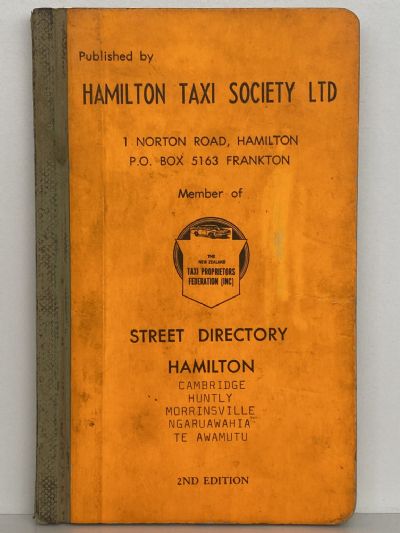 Published by
HAMILTON TAXI SOCIETY LTD
1 NORTON ROAD, HAMILTON
P.O. BOX 5163 FRANKTON
Member of
THE
NEW ZEALAND
TAXI PROPRIETORS
FEDERATION (INC)
STREET DIRECTORY
HAMILTON
CAMBRIDGE
HUNTLY
MORRINSVILLE
NGARUAWAHIA
TE AWAMUTU
2ND EDITION